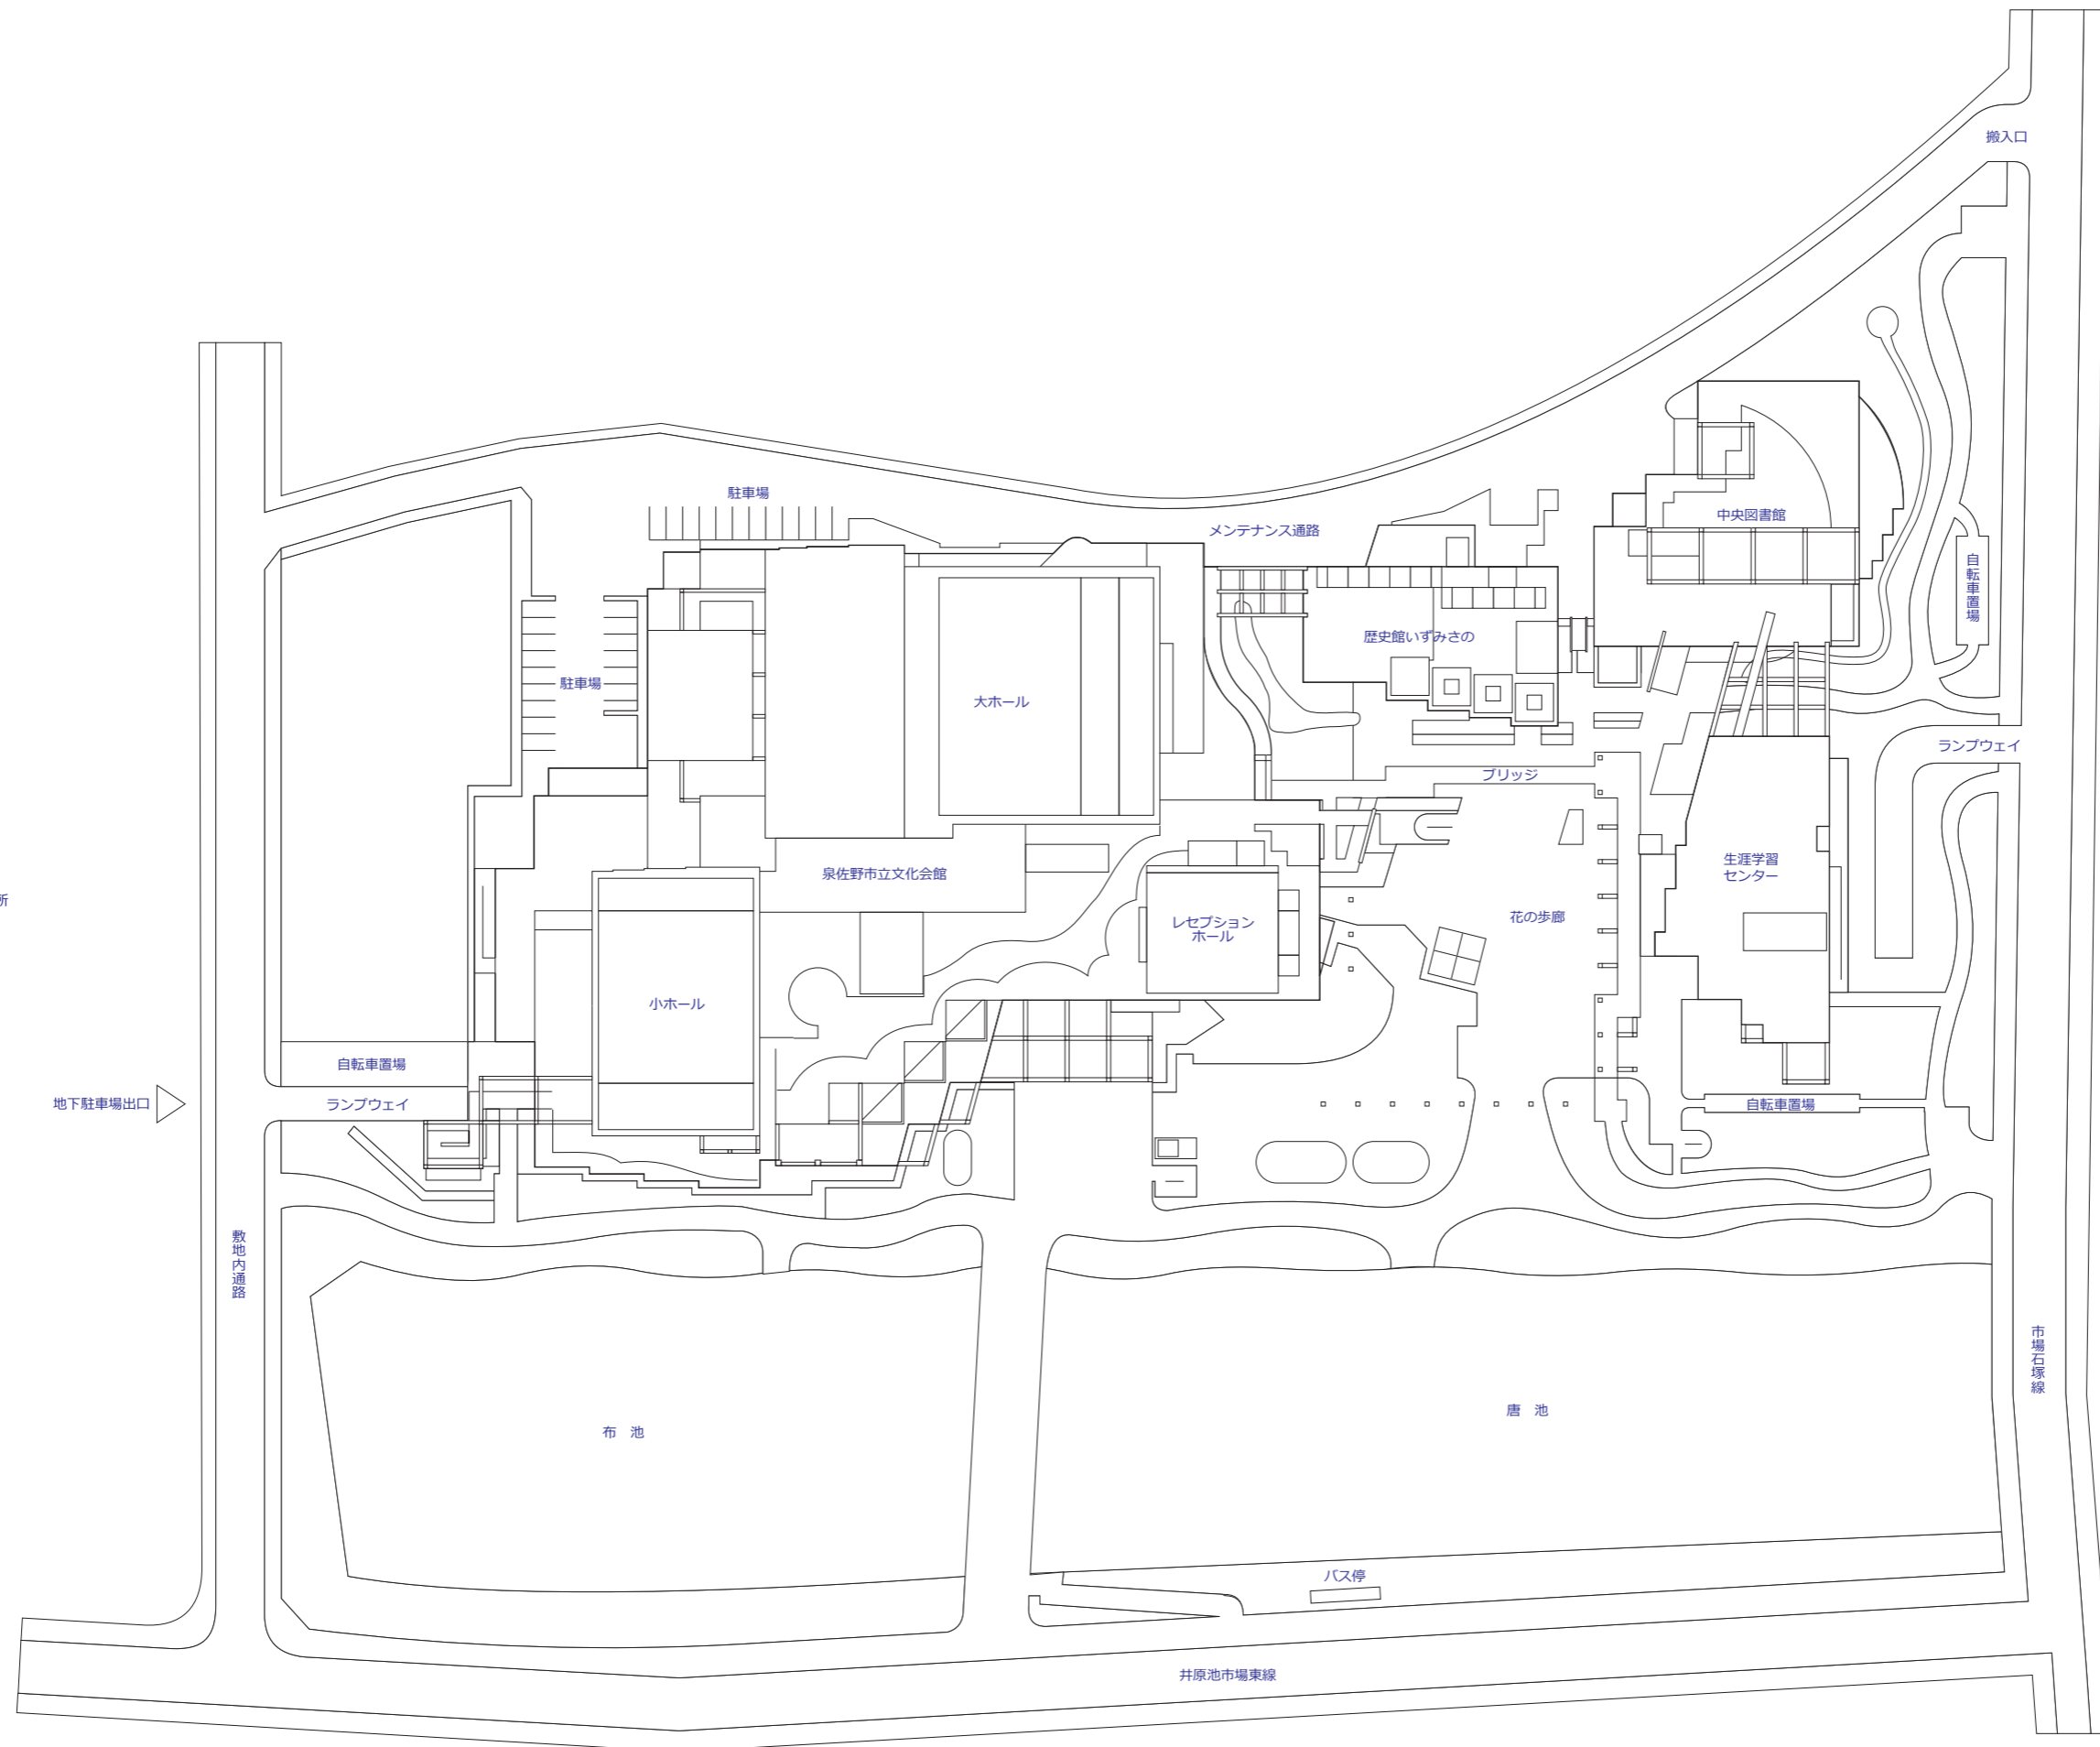 搬入口
駐車場
中央図書館
メンテナンス通路
自転車置場
歴史館いずみさの
駐車場
大ホール
ランプウェイ
ブリッジ
生涯学習
センター
泉佐野市立文化会館
所
花の歩廊
レセプション
ホール
小ホール
自転車置場
地下駐車場出口
ランプウェイ
自転車置場
敷地内通路
市場石塚線
唐　池
布　池
バス停
井原池市場東線